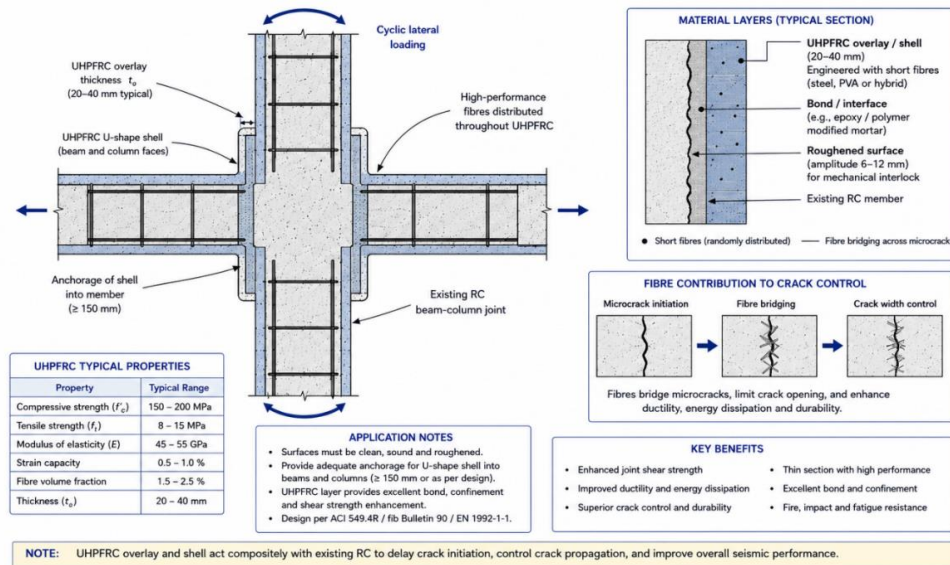 Cyclic lateral
loading
UHPFRC overlay
thickness tₒ
(20–40 mm typical)
UHPFRC U-shape shell
(beam and column faces)
High-performance
fibres distributed
throughout UHPFRC
Anchorage of shell
into member
(≥ 150 mm)
Existing RC
beam-column joint
MATERIAL LAYERS (TYPICAL SECTION)
UHPFRC overlay / shell
(20–40 mm)
Engineered with short fibres
(steel, PVA or hybrid)
Bond / interface
(e.g., epoxy / polymer
modified mortar)
Roughened surface
(amplitude 6–12 mm)
for mechanical interlock
Existing RC member
● Short fibres (randomly distributed) — Fibre bridging across microcrack
FIBRE CONTRIBUTION TO CRACK CONTROL
Microcrack initiation Fibre bridging Crack width control
Fibres bridge microcracks, limit crack opening, and enhance
ductility, energy dissipation and durability.
UHPFRC TYPICAL PROPERTIES
Property Typical Range
Compressive strength (f′c) 150 – 200 MPa
Tensile strength (fₜ) 8 – 15 MPa
Modulus of elasticity (E) 45 – 55 GPa
Strain capacity 0.5 – 1.0 %
Fibre volume fraction 1.5 – 2.5 %
Thickness (tₒ) 20 – 40 mm
APPLICATION NOTES
• Surfaces must be clean, sound and roughened.
• Provide adequate anchorage for U-shape shell into
beams and columns (≥ 150 mm or as per design).
• UHPFRC layer provides excellent bond, confinement
and shear strength enhancement.
• Design per ACI 549.4R / fib Bulletin 90 / EN 1992-1-1.
KEY BENEFITS
• Enhanced joint shear strength
• Improved ductility and energy dissipation
• Superior crack control and durability
• Thin section with high performance
• Excellent bond and confinement
• Fire, impact and fatigue resistance
NOTE: UHPFRC overlay and shell act compositely with existing RC to delay crack initiation, control crack propagation, and improve overall seismic performance.